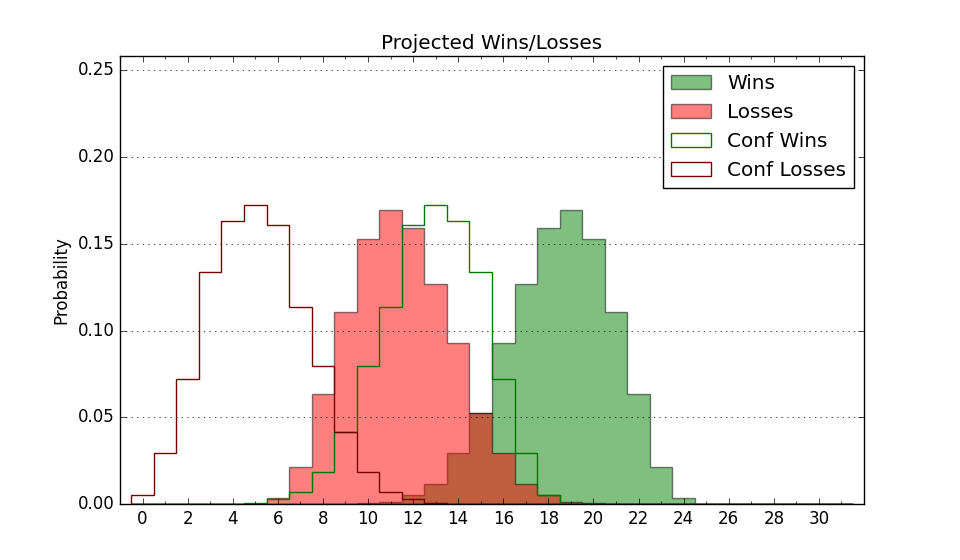 Projected Wins/Losses
0.25
0.20
0.15
0.10
0.05
0.00
Probability
Wins
Losses
Conf Wins
Conf Losses
0 2 4 6 8 10 12 14 16 18 20 22 24 26 28 30